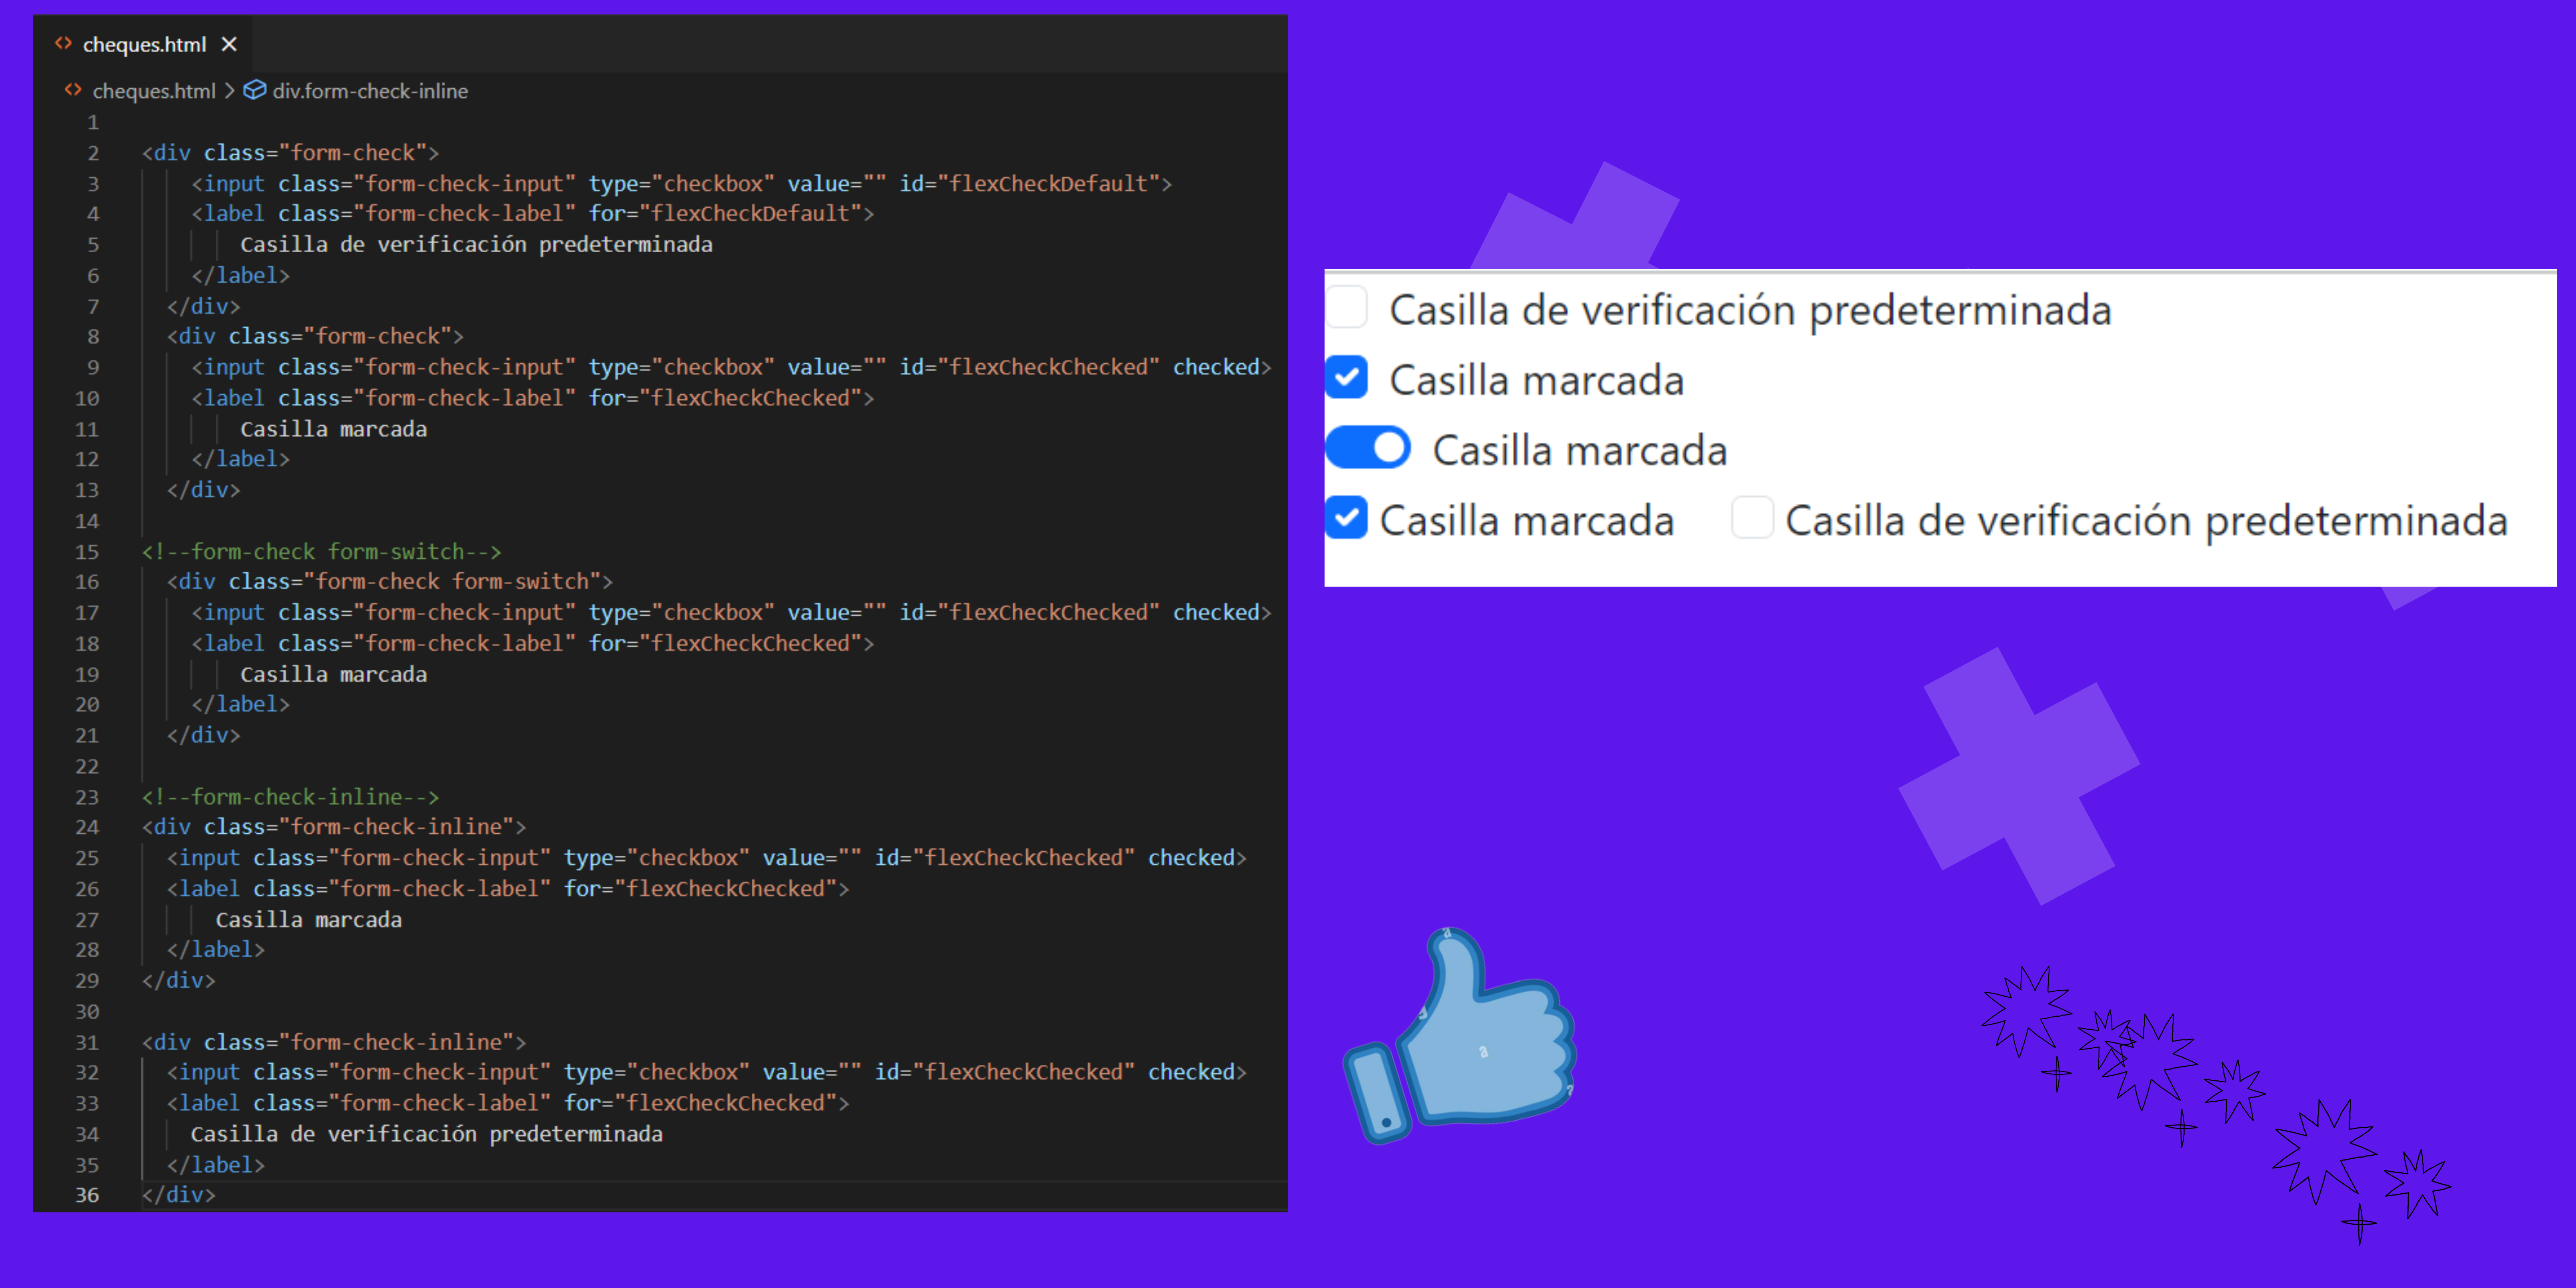 cheques.html
cheques.html > div.form-check-inline
1
2 <div class="form-check">
3 <input class="form-check-input" type="checkbox" value="" id="flexCheckDefault">
4 <label class="form-check-label" for="flexCheckDefault">
5 Casilla de verificación predeterminada
6 </label>
7 </div>
8 <div class="form-check">
9 <input class="form-check-input" type="checkbox" value="" id="flexCheckChecked" checked>
10 <label class="form-check-label" for="flexCheckChecked">
11 Casilla marcada
12 </label>
13 </div>
14
15 <!--form-check form-switch-->
16 <div class="form-check form-switch">
17 <input class="form-check-input" type="checkbox" value="" id="flexCheckChecked" checked>
18 <label class="form-check-label" for="flexCheckChecked">
19 Casilla marcada
20 </label>
21 </div>
22
23 <!--form-check-inline-->
24 <div class="form-check-inline">
25 <input class="form-check-input" type="checkbox" value="" id="flexCheckChecked" checked>
26 <label class="form-check-label" for="flexCheckChecked">
27 Casilla marcada
28 </label>
29 </div>
30
31 <div class="form-check-inline">
32 <input class="form-check-input" type="checkbox" value="" id="flexCheckChecked" checked>
33 <label class="form-check-label" for="flexCheckChecked">
34 Casilla de verificación predeterminada
35 </label>
36 </div>
Casilla de verificación predeterminada
Casilla marcada
Casilla marcada
Casilla marcada Casilla de verificación predeterminada